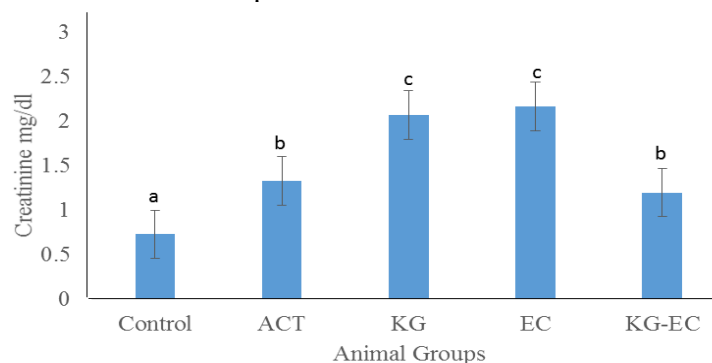 3
2.5
2
1.5
1
0.5
0
Creatinine mg/dl
a
b
c
c
b
Control ACT KG EC KG-EC
Animal Groups